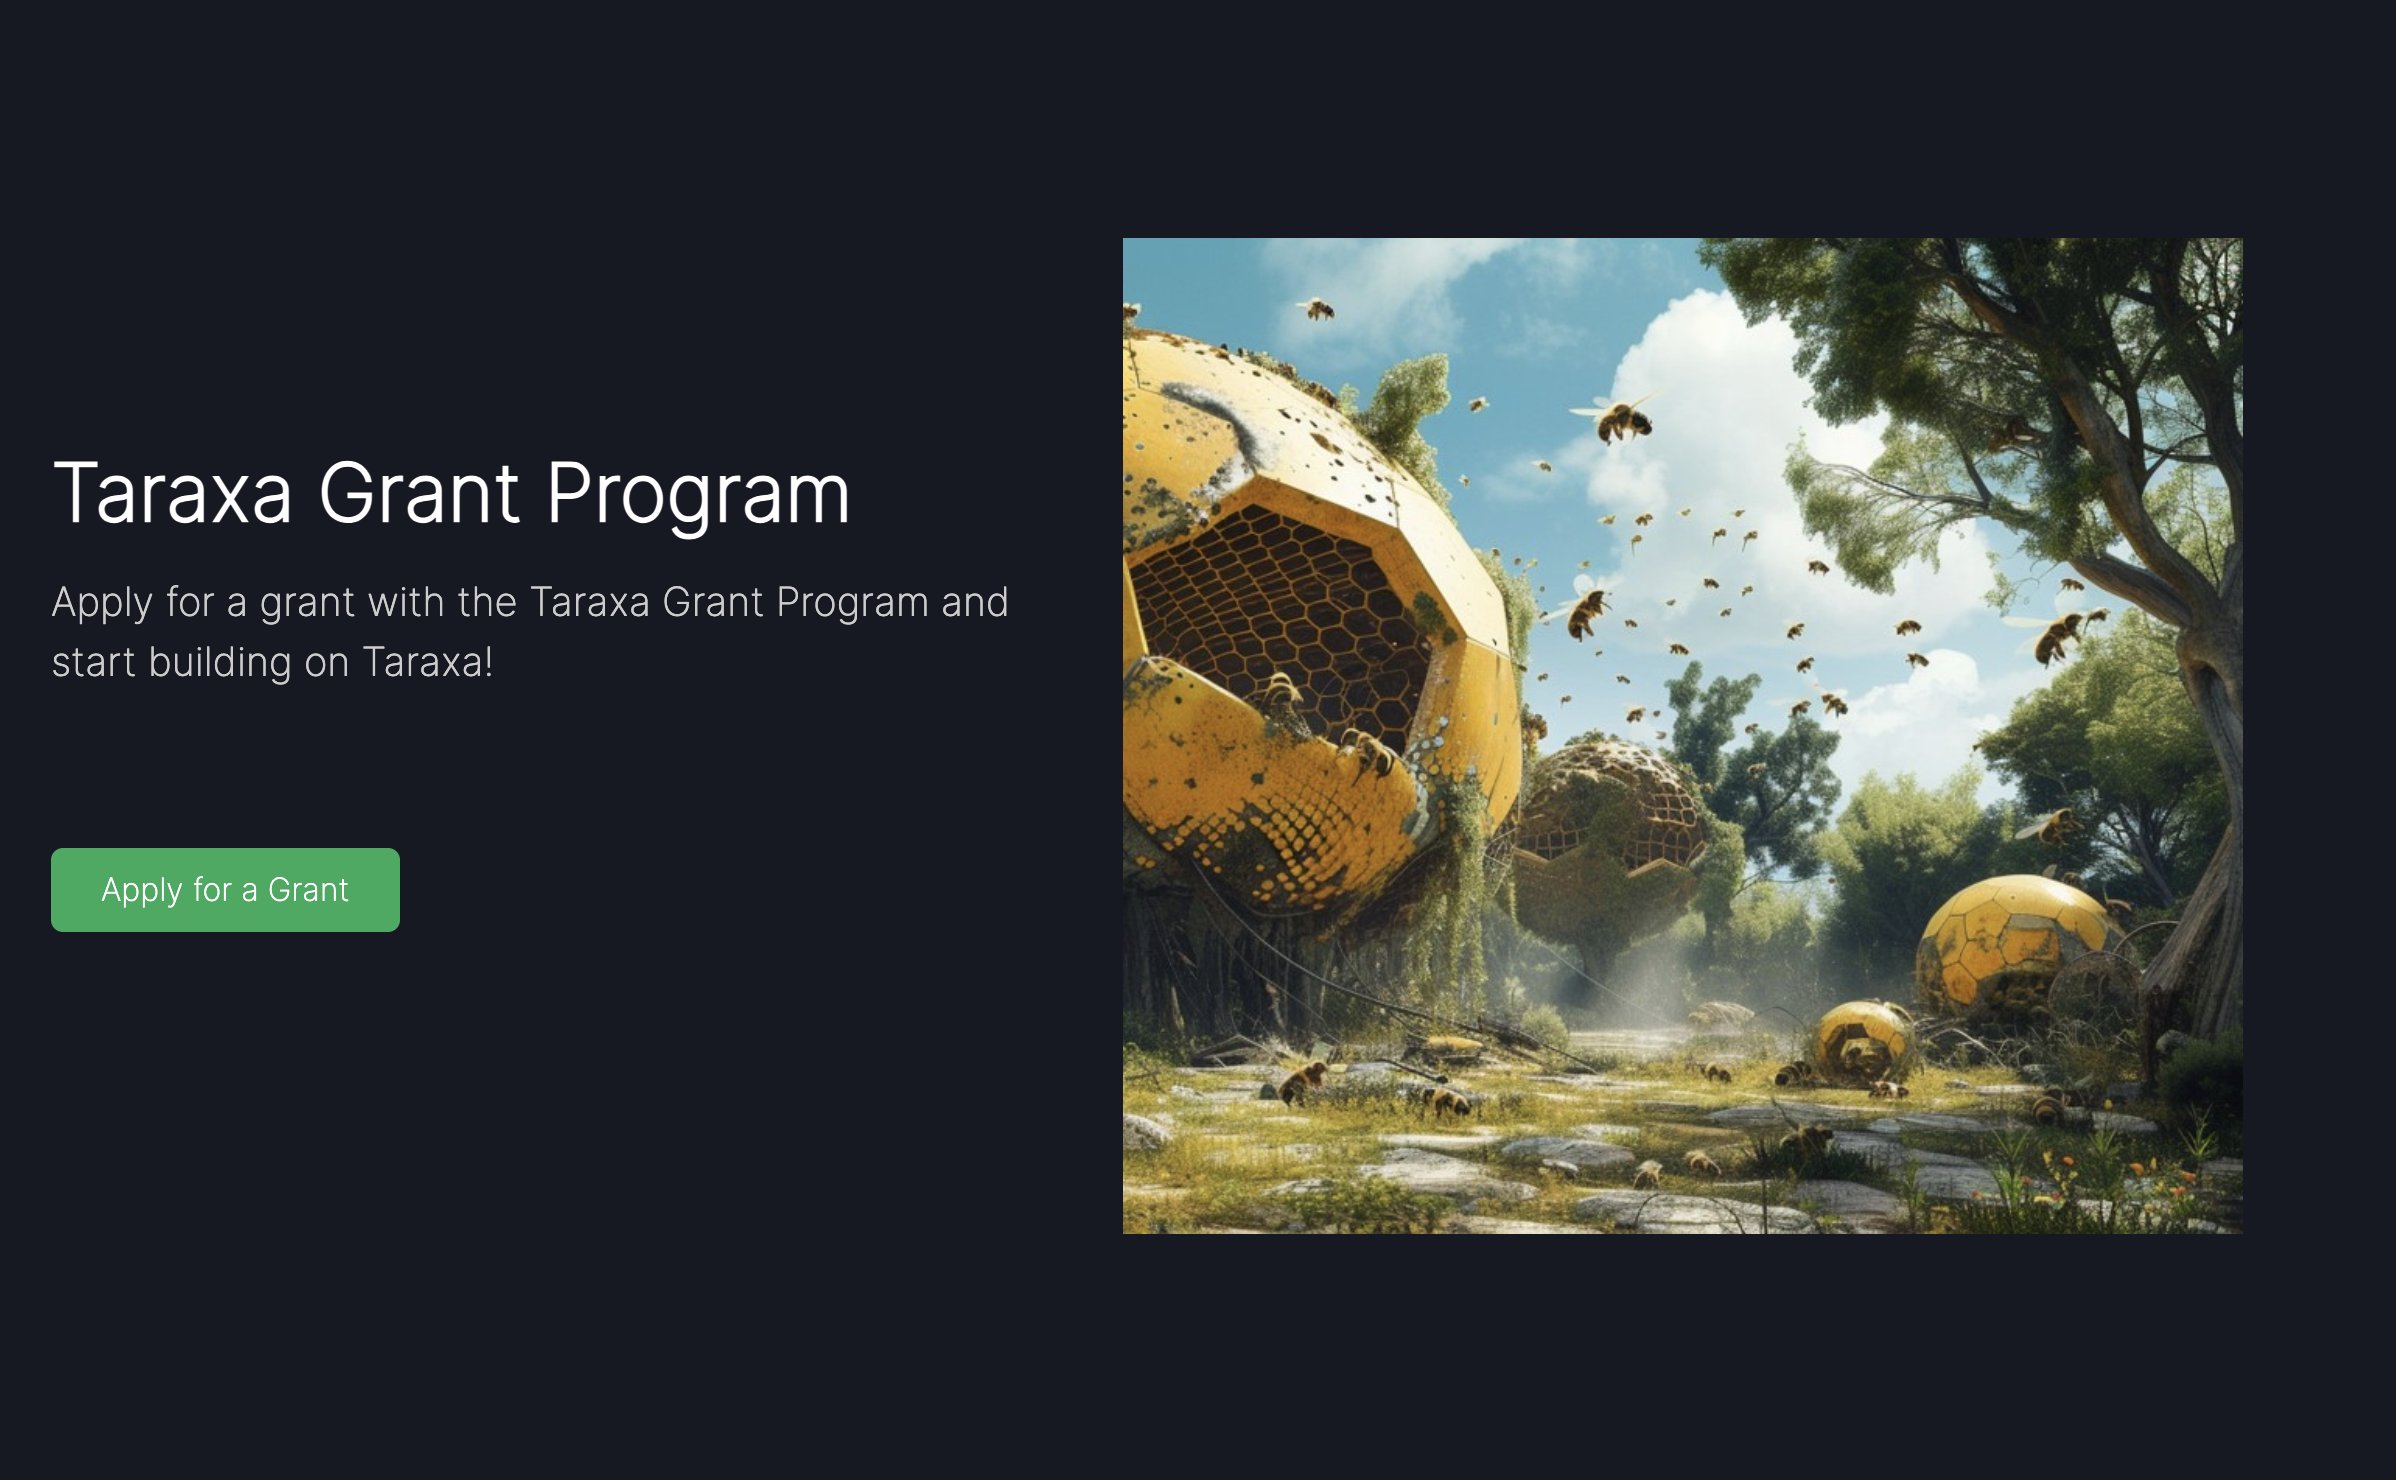 Taraxa Grant Program
Apply for a grant with the Taraxa Grant Program and
start building on Taraxa!
Apply for a Grant